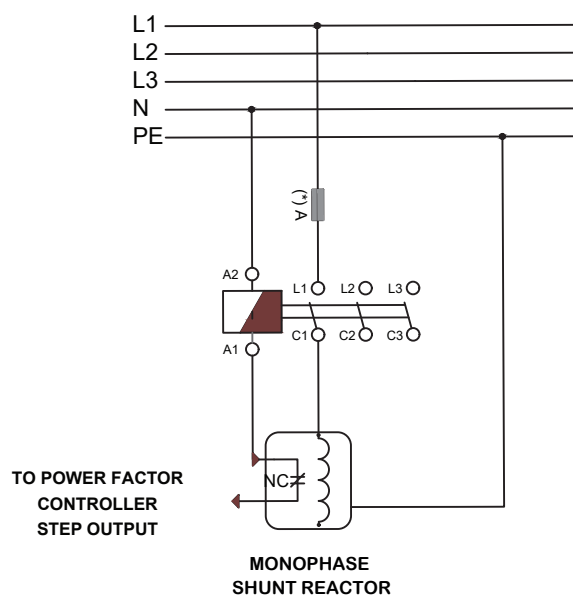 L1
L2
L3
N
PE
(*) A
A2
L1
L2
L3
A1
C1
C2
C3
NC
TO POWER FACTOR
CONTROLLER
STEP OUTPUT
MONOPHASE
SHUNT REACTOR